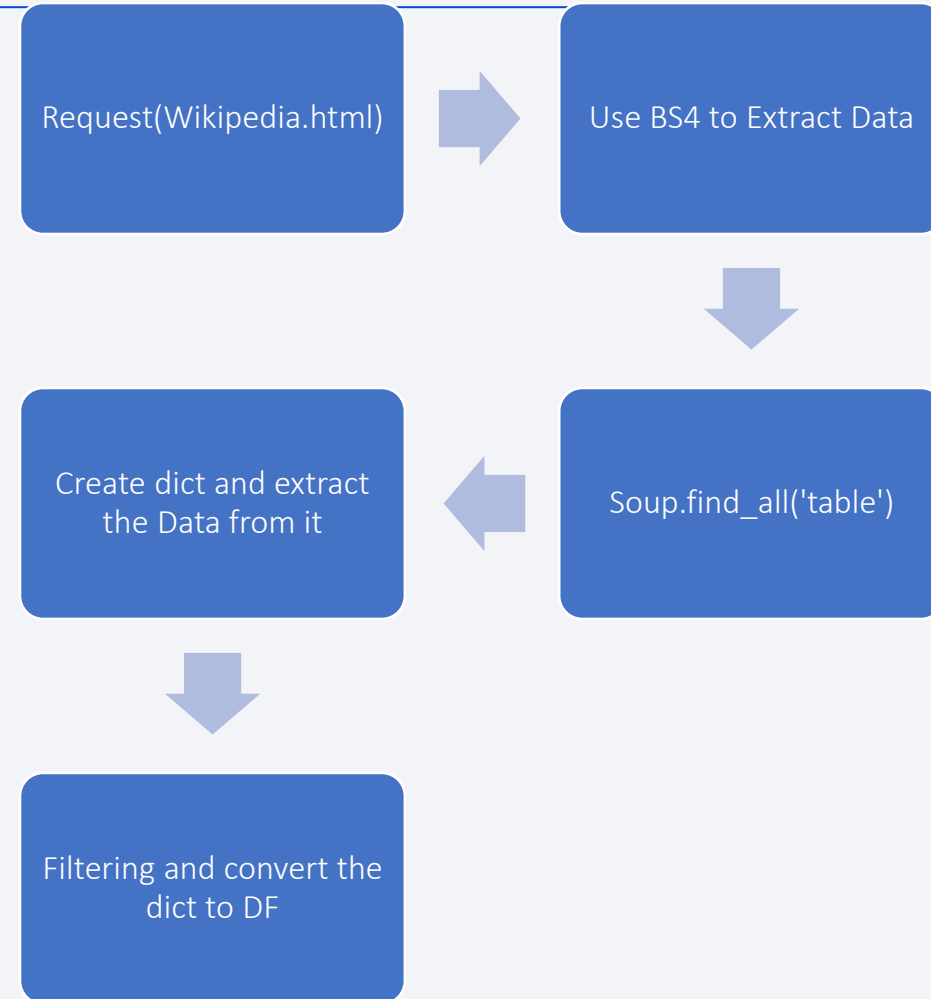 Request(Wikipedia.html)
Use BS4 to Extract Data
Soup.find_all('table')
Create dict and extract
the Data from it
Filtering and convert the
dict to DF